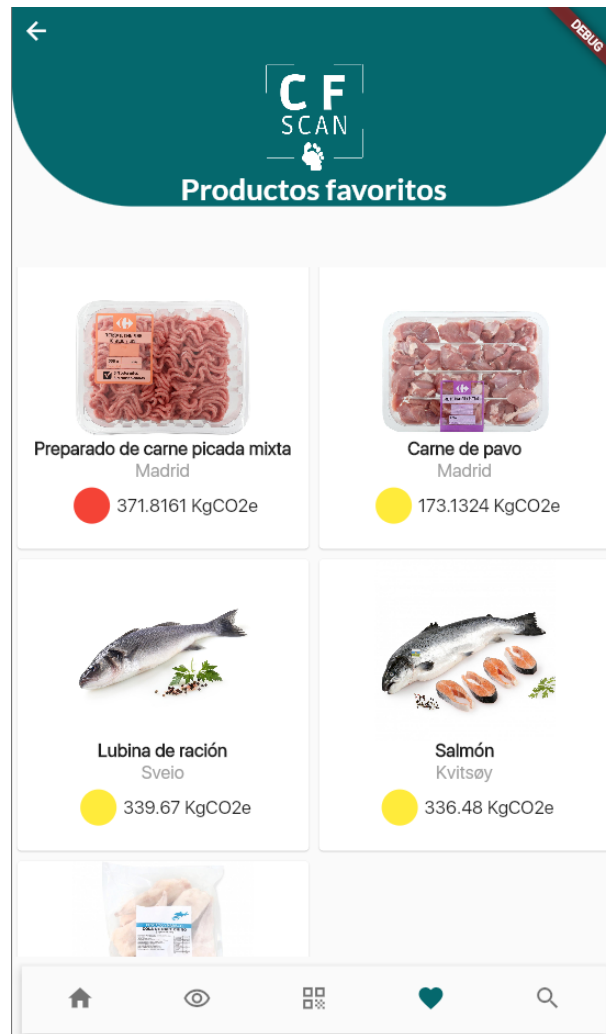 DEBUG
CF
SCAN
Productos favoritos
Preparado de carne picada mixta
Madrid
371.8161 KgCO2e
Carne de pavo
Madrid
173.1324 KgCO2e
Lubina de ración
Sveio
339.67 KgCO2e
Salmón
Kvitsøy
336.48 KgCO2e